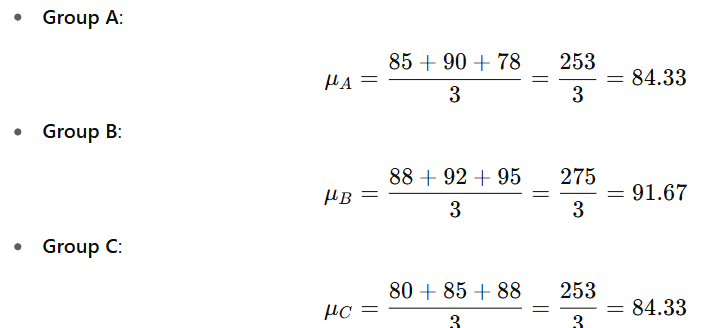 • Group A:
μ_A = (85 + 90 + 78)/3 = 253/3 = 84.33
• Group B:
μ_B = (88 + 92 + 95)/3 = 275/3 = 91.67
• Group C:
μ_C = (80 + 85 + 88)/3 = 253/3 = 84.33